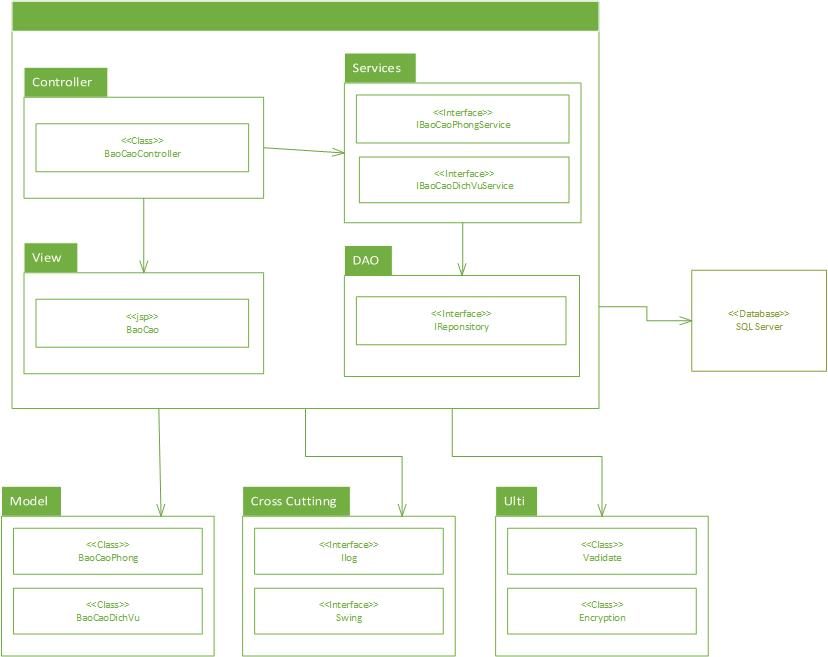 Controller
<<Class>>
BaoCaoController
Services
<<Interface>>
IBaoCaoPhongService
<<Interface>>
IBaoCaoDichVuService
View
<<jsp>>
BaoCao
DAO
<<Interface>>
IReponsitory
<<Database>>
SQL Server
Model
<<Class>>
BaoCaoPhong
<<Class>>
BaoCaoDichVu
Cross Cuttinng
<<Interface>>
Ilog
<<Interface>>
Swing
Ulti
<<Class>>
Vadidate
<<Class>>
Encryption